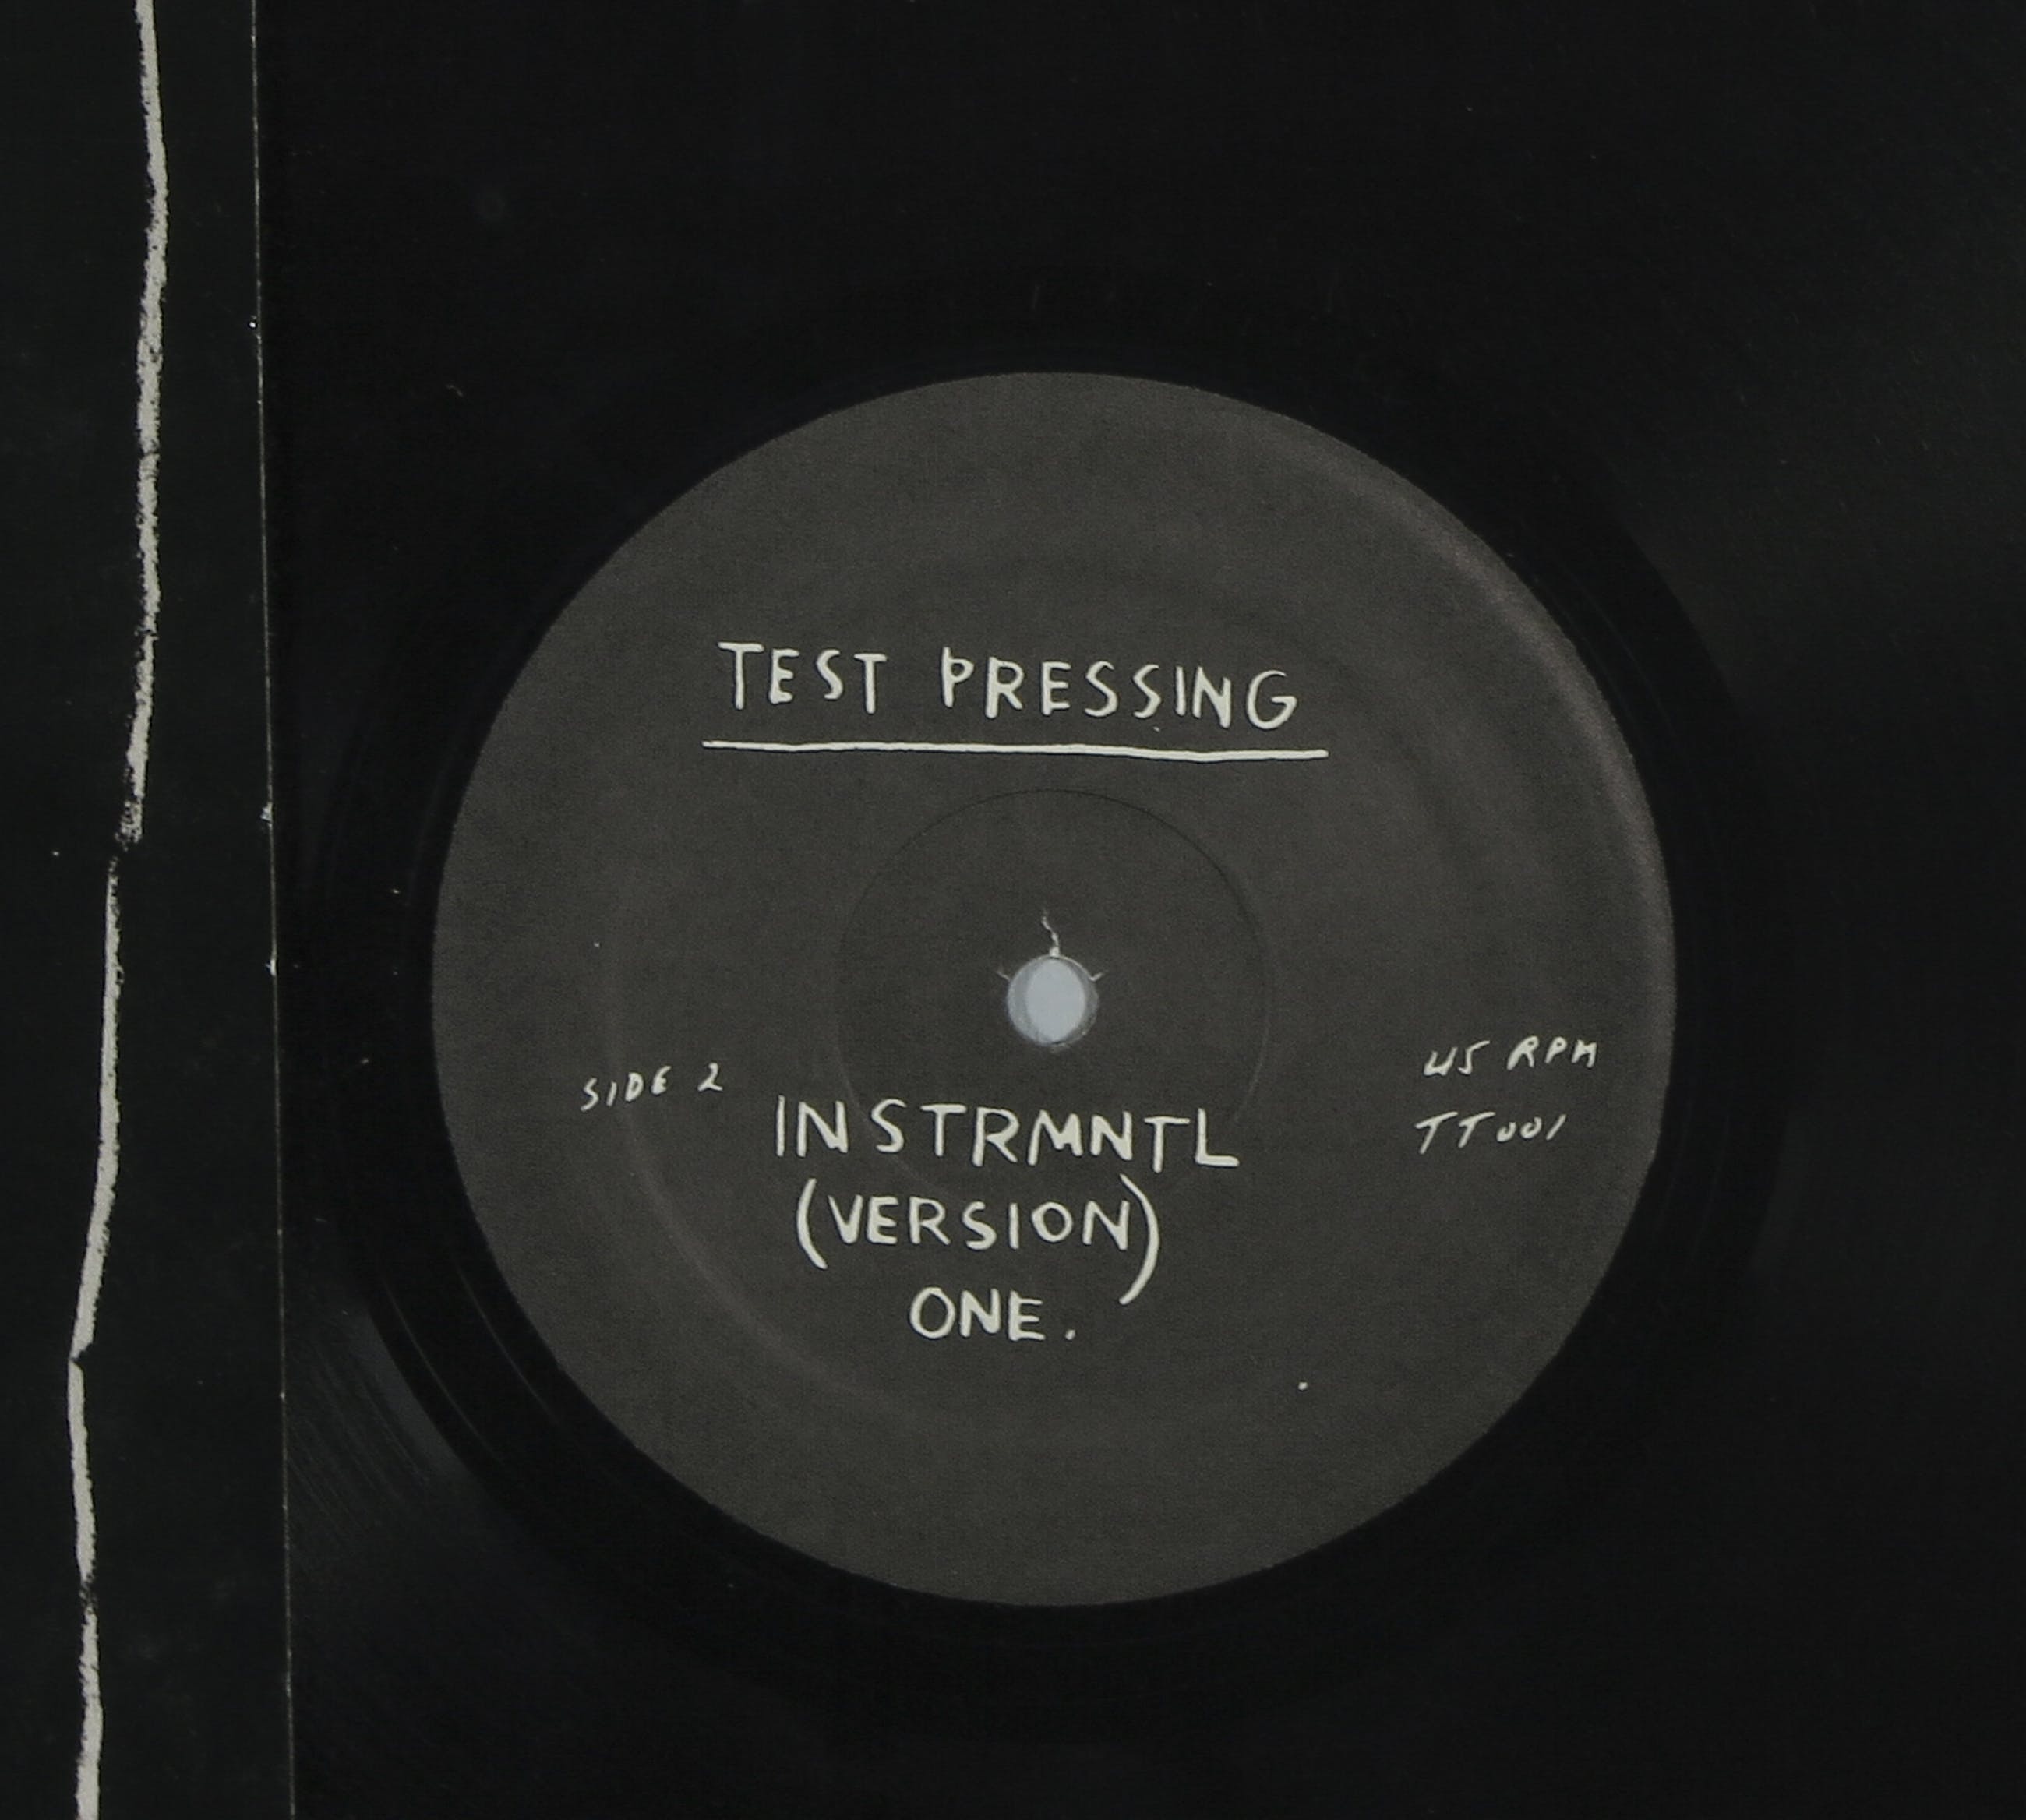 TEST PRESSING
SIDE 2
45 RPM
TT001
INSTRMNTL
(VERSION)
ONE.